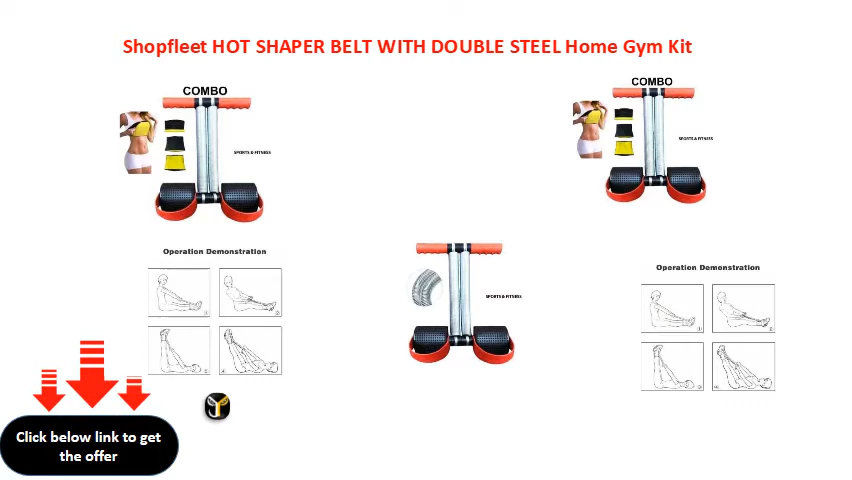 Shopfleet HOT SHAPER BELT WITH DOUBLE STEEL Home Gym Kit
COMBO
SPORTS & FITNESS
COMBO
SPORTS & FITNESS
Operation Demonstration
SPORTS & FITNESS
Operation Demonstration
Click below link to get
the offer